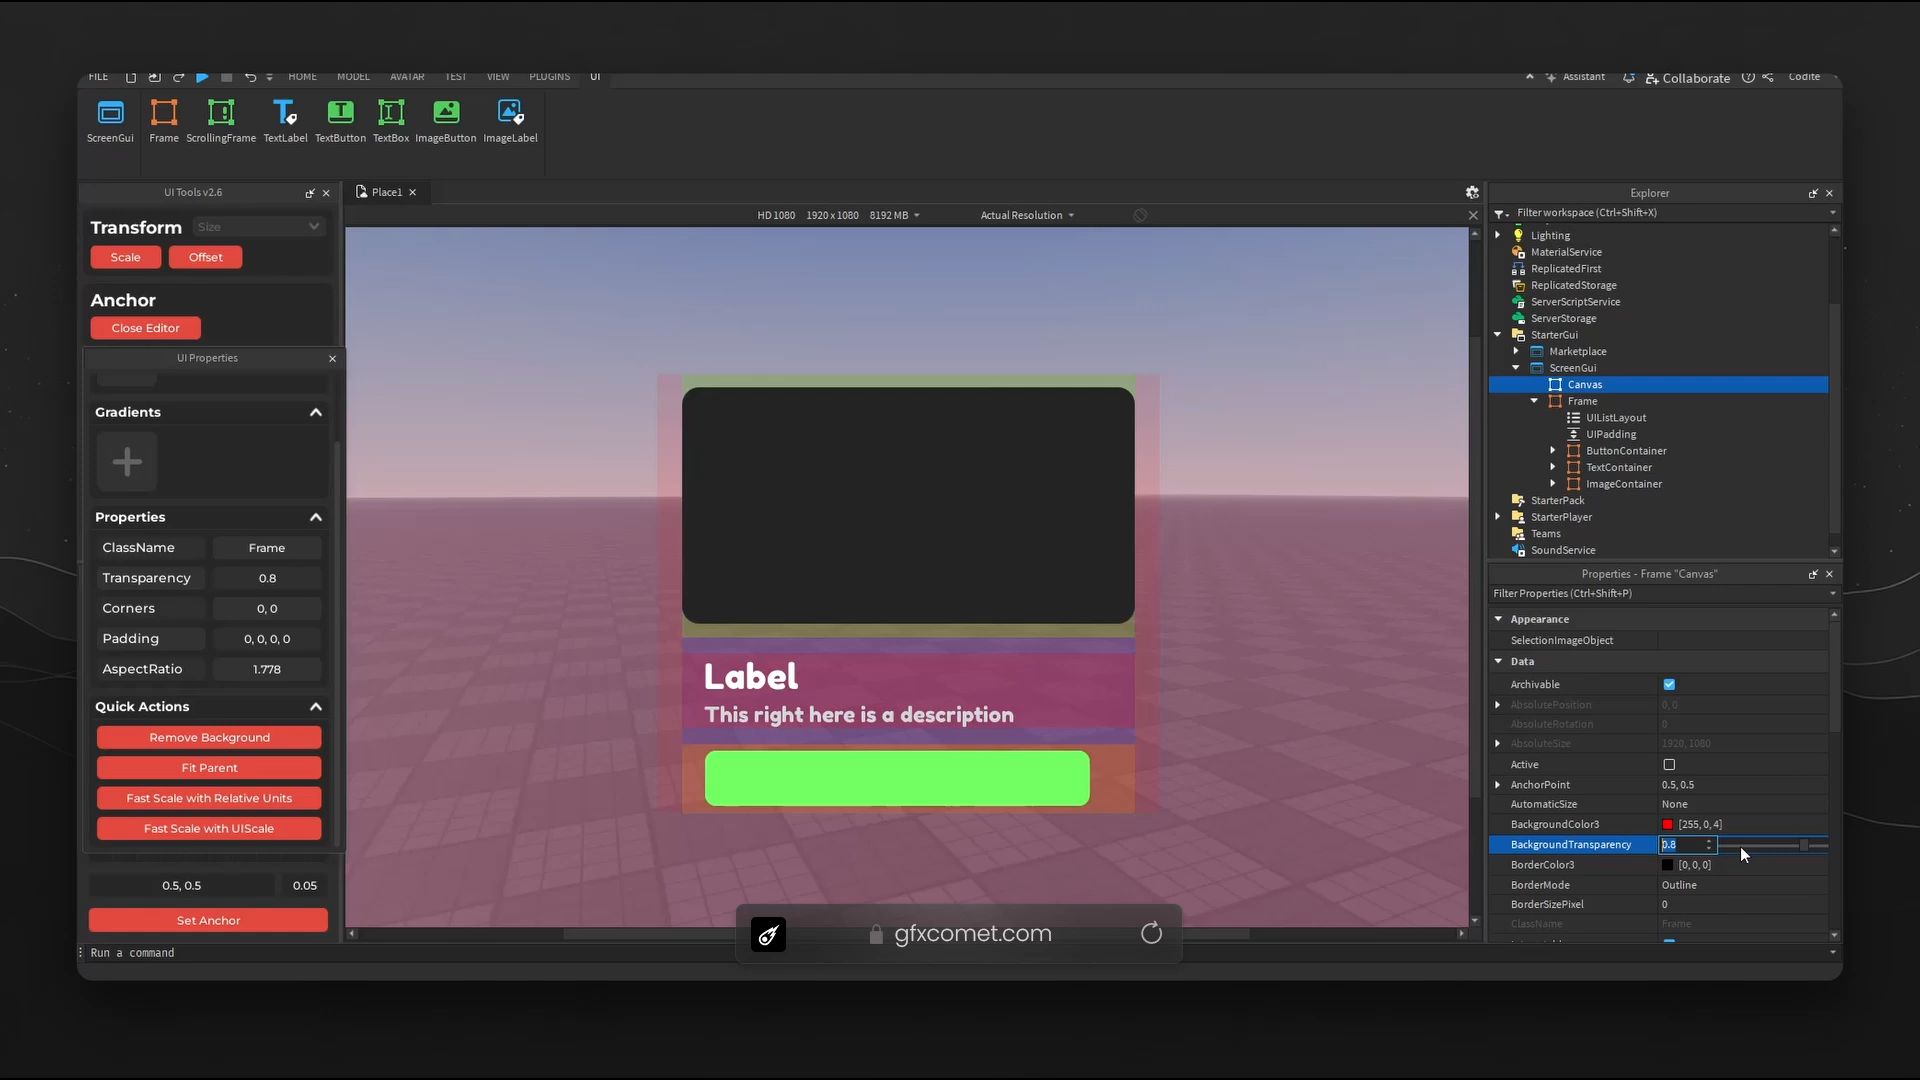 FILE HOME MODEL AVATAR TEST VIEW PLUGINS UI Assistant Collaborate Codite
ScreenGui Frame ScrollingFrame TextLabel TextButton TextBox ImageButton ImageLabel
UI Tools v2.6
Transform Size
Scale Offset
Anchor
Close Editor
UI Properties
Gradients
Properties
ClassName Frame
Transparency 0.8
Corners 0, 0
Padding 0, 0, 0, 0
AspectRatio 1.778
Quick Actions
Remove Background
Fit Parent
Fast Scale with Relative Units
Fast Scale with UIScale
0.5, 0.5 0.05
Set Anchor
Run a command
Place1
HD 1080 1920 x 1080 8192 MB Actual Resolution
Label
This right here is a description
gfxcomet.com
Explorer
Filter workspace (Ctrl+Shift+X)
Lighting
MaterialService
ReplicatedFirst
ReplicatedStorage
ServerScriptService
ServerStorage
StarterGui
Marketplace
ScreenGui
Canvas
Frame
UIListLayout
UIPadding
ButtonContainer
TextContainer
ImageContainer
StarterPack
StarterPlayer
Teams
SoundService
Properties - Frame "Canvas"
Filter Properties (Ctrl+Shift+P)
Appearance
SelectionImageObject
Data
Archivable
AbsolutePosition 0, 0
AbsoluteRotation 0
AbsoluteSize 1920, 1080
Active
AnchorPoint 0.5, 0.5
AutomaticSize None
BackgroundColor3 [255, 0, 4]
BackgroundTransparency 0.8
BorderColor3 [0, 0, 0]
BorderMode Outline
BorderSizePixel 0
ClassName Frame